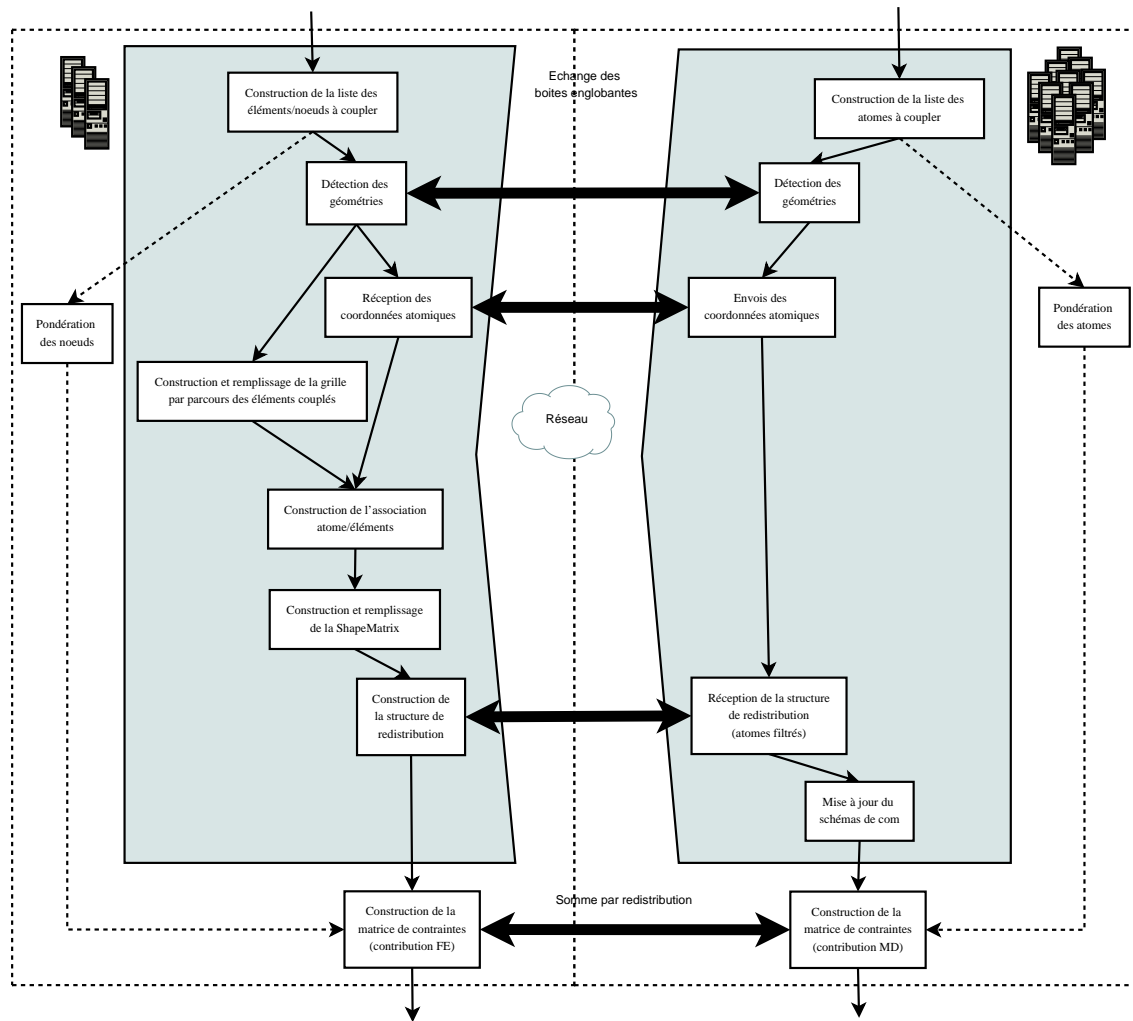 Echange des
boites englobantes
Construction de la liste des
éléments/noeuds à coupler
Construction de la liste des
atomes à coupler
Détection des
géométries
Détection des
géométries
Réception des
coordonnées atomiques
Envois des
coordonnées atomiques
Pondération
des noeuds
Pondération
des atomes
Construction et remplissage de la grille
par parcours des éléments couplés
Réseau
Construction de l'association
atome/éléments
Construction et remplissage
de la ShapeMatrix
Construction de
la structure de
redistribution
Réception de la structure
de redistribution
(atomes filtrés)
Mise à jour du
schémas de com
Somme par redistribution
Construction de la
matrice de contraintes
(contribution FE)
Construction de la
matrice de contraintes
(contribution MD)